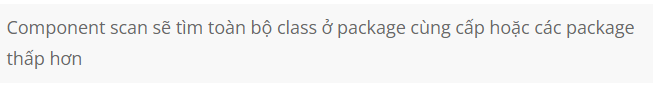 Component scan sẽ tìm toàn bộ class ở package cùng cấp hoặc các package
thấp hơn